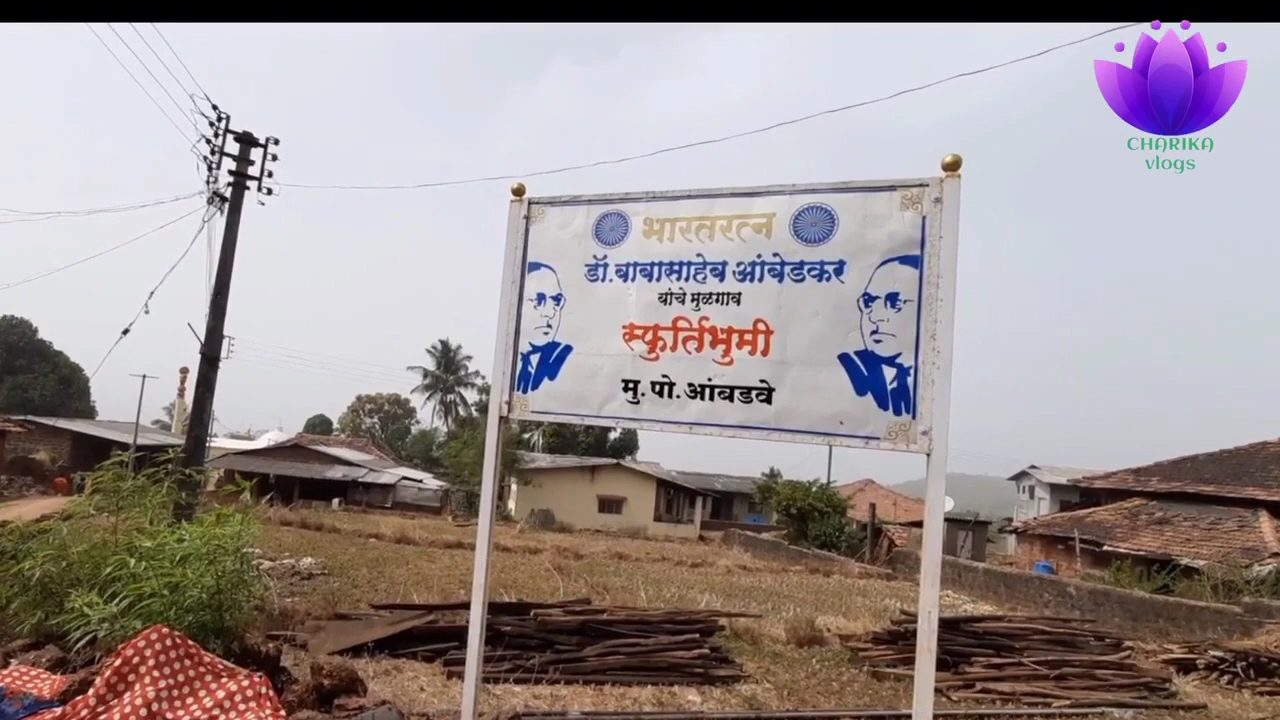 भारतरत्न
डॉ.बाबासाहेब आंबेडकर
यांचे मुळगाव
स्फुर्तिभुमी
मु.पो.आंबडवे
CHARIKA
vlogs